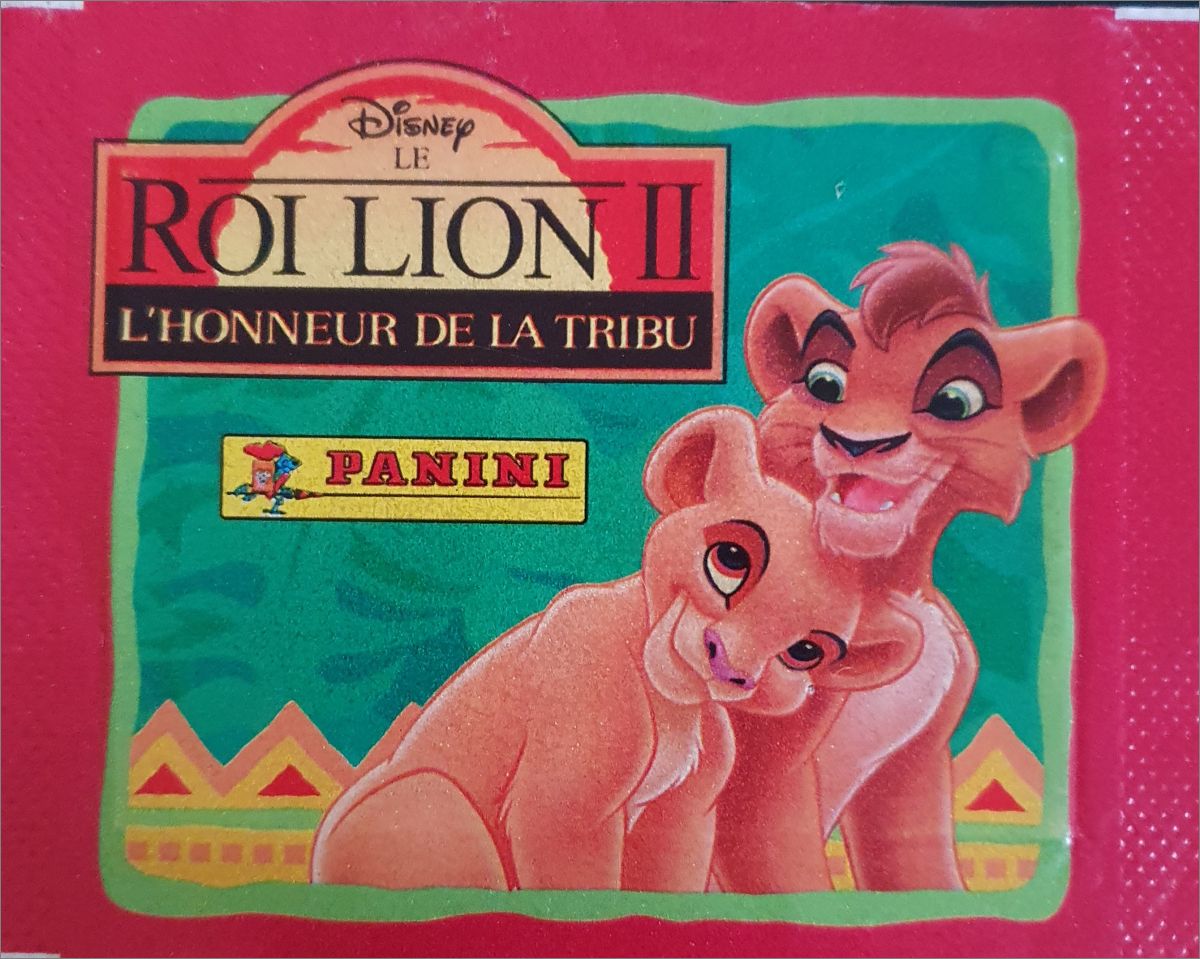 DISNEY
LE
ROI LION II
L'HONNEUR DE LA TRIBU
PANINI